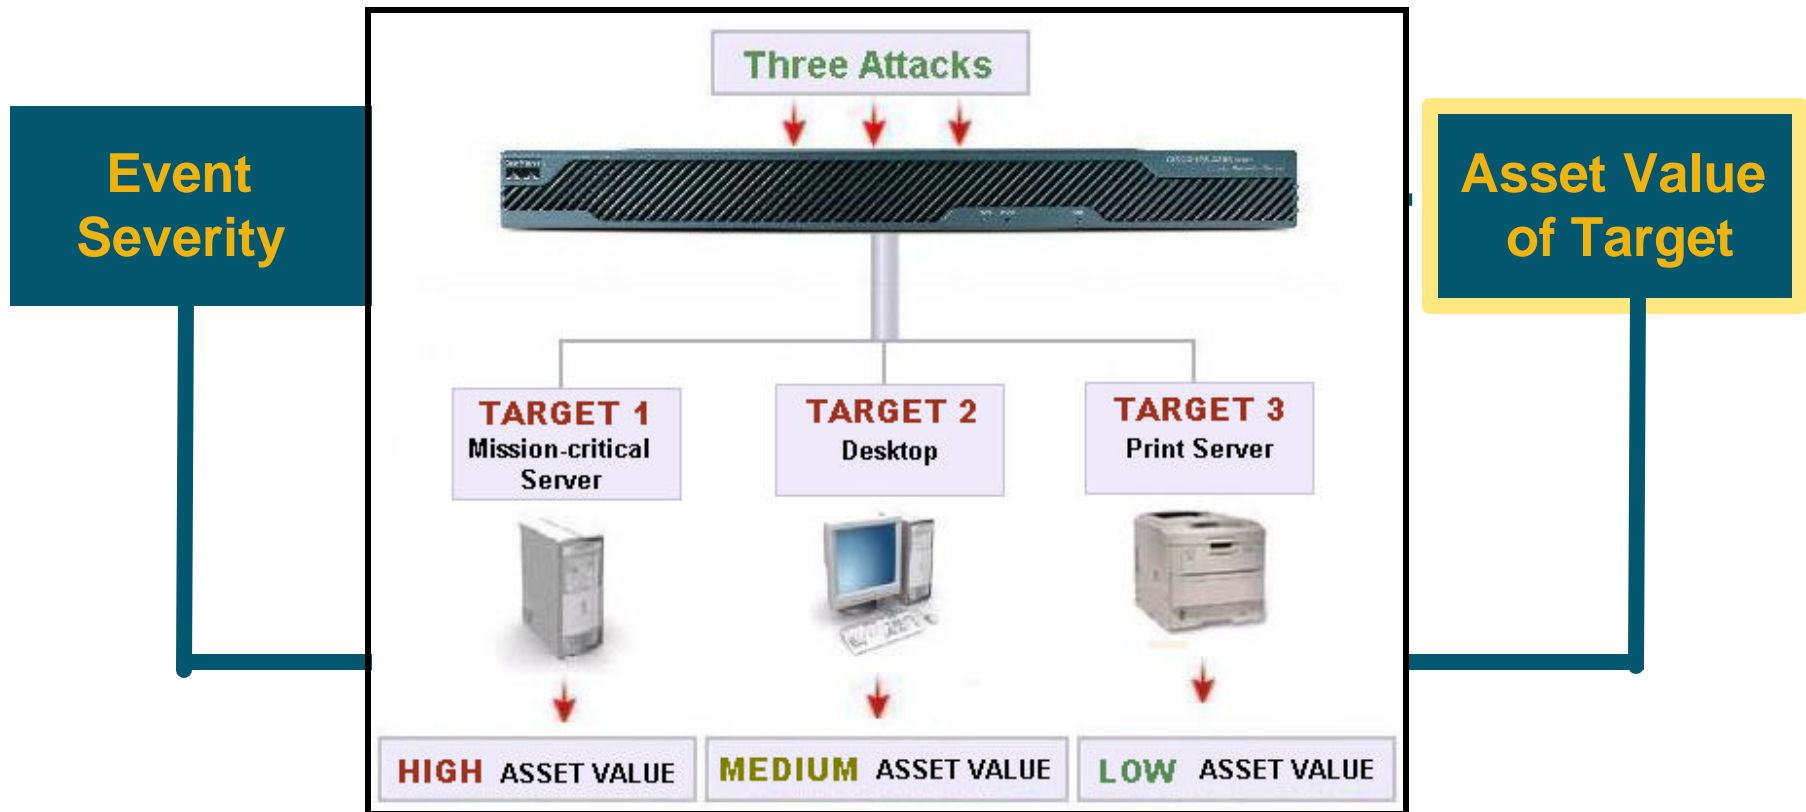 Three Attacks
Event
Severity
Asset Value
of Target
TARGET 1
Mission-critical
Server
TARGET 2
Desktop
TARGET 3
Print Server
HIGH ASSET VALUE
MEDIUM ASSET VALUE
LOW ASSET VALUE